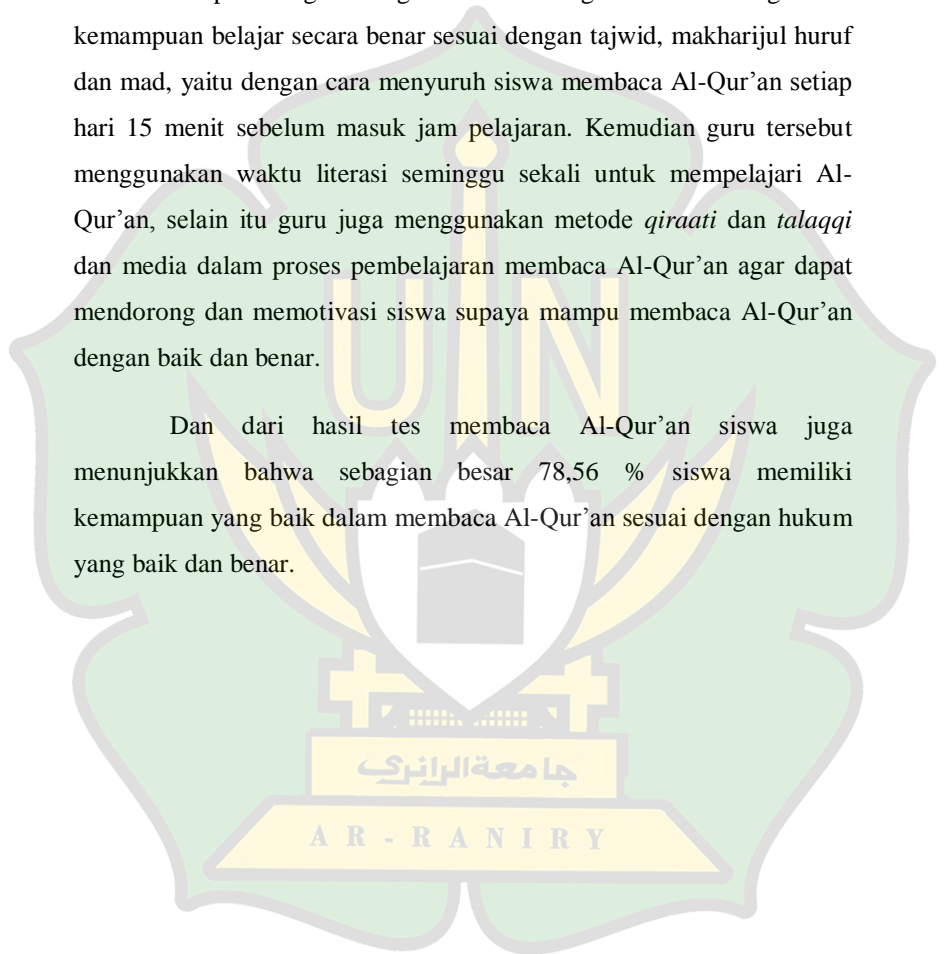 kemampuan belajar secara benar sesuai dengan tajwid, makharijul huruf
dan mad, yaitu dengan cara menyuruh siswa membaca Al-Qur’an setiap
hari 15 menit sebelum masuk jam pelajaran. Kemudian guru tersebut
menggunakan waktu literasi seminggu sekali untuk mempelajari Al-
Qur’an, selain itu guru juga menggunakan metode qiraati dan talaqqi
dan media dalam proses pembelajaran membaca Al-Qur’an agar dapat
mendorong dan memotivasi siswa supaya mampu membaca Al-Qur’an
dengan baik dan benar.
Dan dari hasil tes membaca Al-Qur’an siswa juga
menunjukkan bahwa sebagian besar 78,56 % siswa memiliki
kemampuan yang baik dalam membaca Al-Qur’an sesuai dengan hukum
yang baik dan benar.
UIN
جامعة الرانري
AR-RANIRY